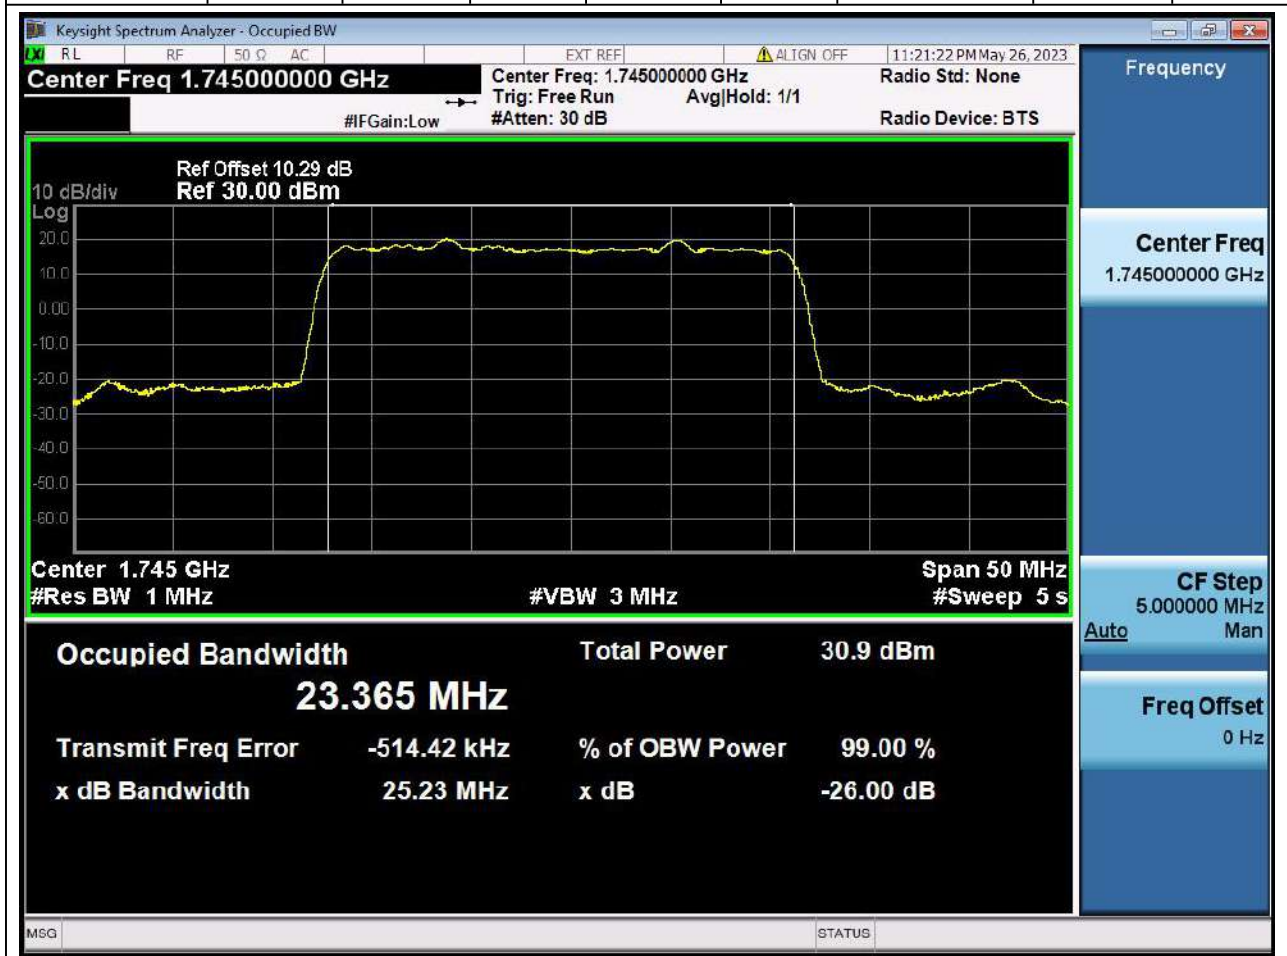 Keysight Spectrum Analyzer - Occupied BW
LXI RL RF 50 Ω AC EXT REF ALIGN OFF 11:21:22 PM May 26, 2023
Center Freq 1.745000000 GHz
Center Freq: 1.745000000 GHz
Radio Std: None
Trig: Free Run Avg|Hold: 1/1
#IFGain:Low
#Atten: 30 dB
Radio Device: BTS
Ref Offset 10.29 dB
10 dB/div Ref 30.00 dBm
Log
20.0
10.0
0.00
-10.0
-20.0
-30.0
-40.0
-50.0
-60.0
Center 1.745 GHz
Span 50 MHz
#Res BW 1 MHz
#VBW 3 MHz
#Sweep 5 s
Occupied Bandwidth
Total Power 30.9 dBm
23.365 MHz
Transmit Freq Error -514.42 kHz
% of OBW Power 99.00 %
x dB Bandwidth 25.23 MHz
x dB -26.00 dB
MSG
STATUS
Frequency
Center Freq
1.745000000 GHz
CF Step
5.000000 MHz
Auto Man
Freq Offset
0 Hz